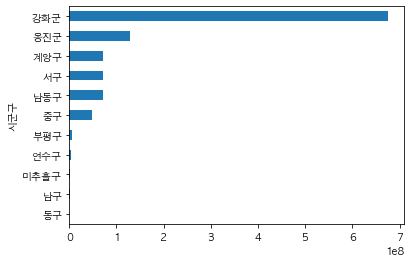 강화군
옹진군
계양구
서구
남동구
중구
부평구
연수구
미추홀구
남구
동구
시군구
0 1 2 3 4 5 6 7
1e8